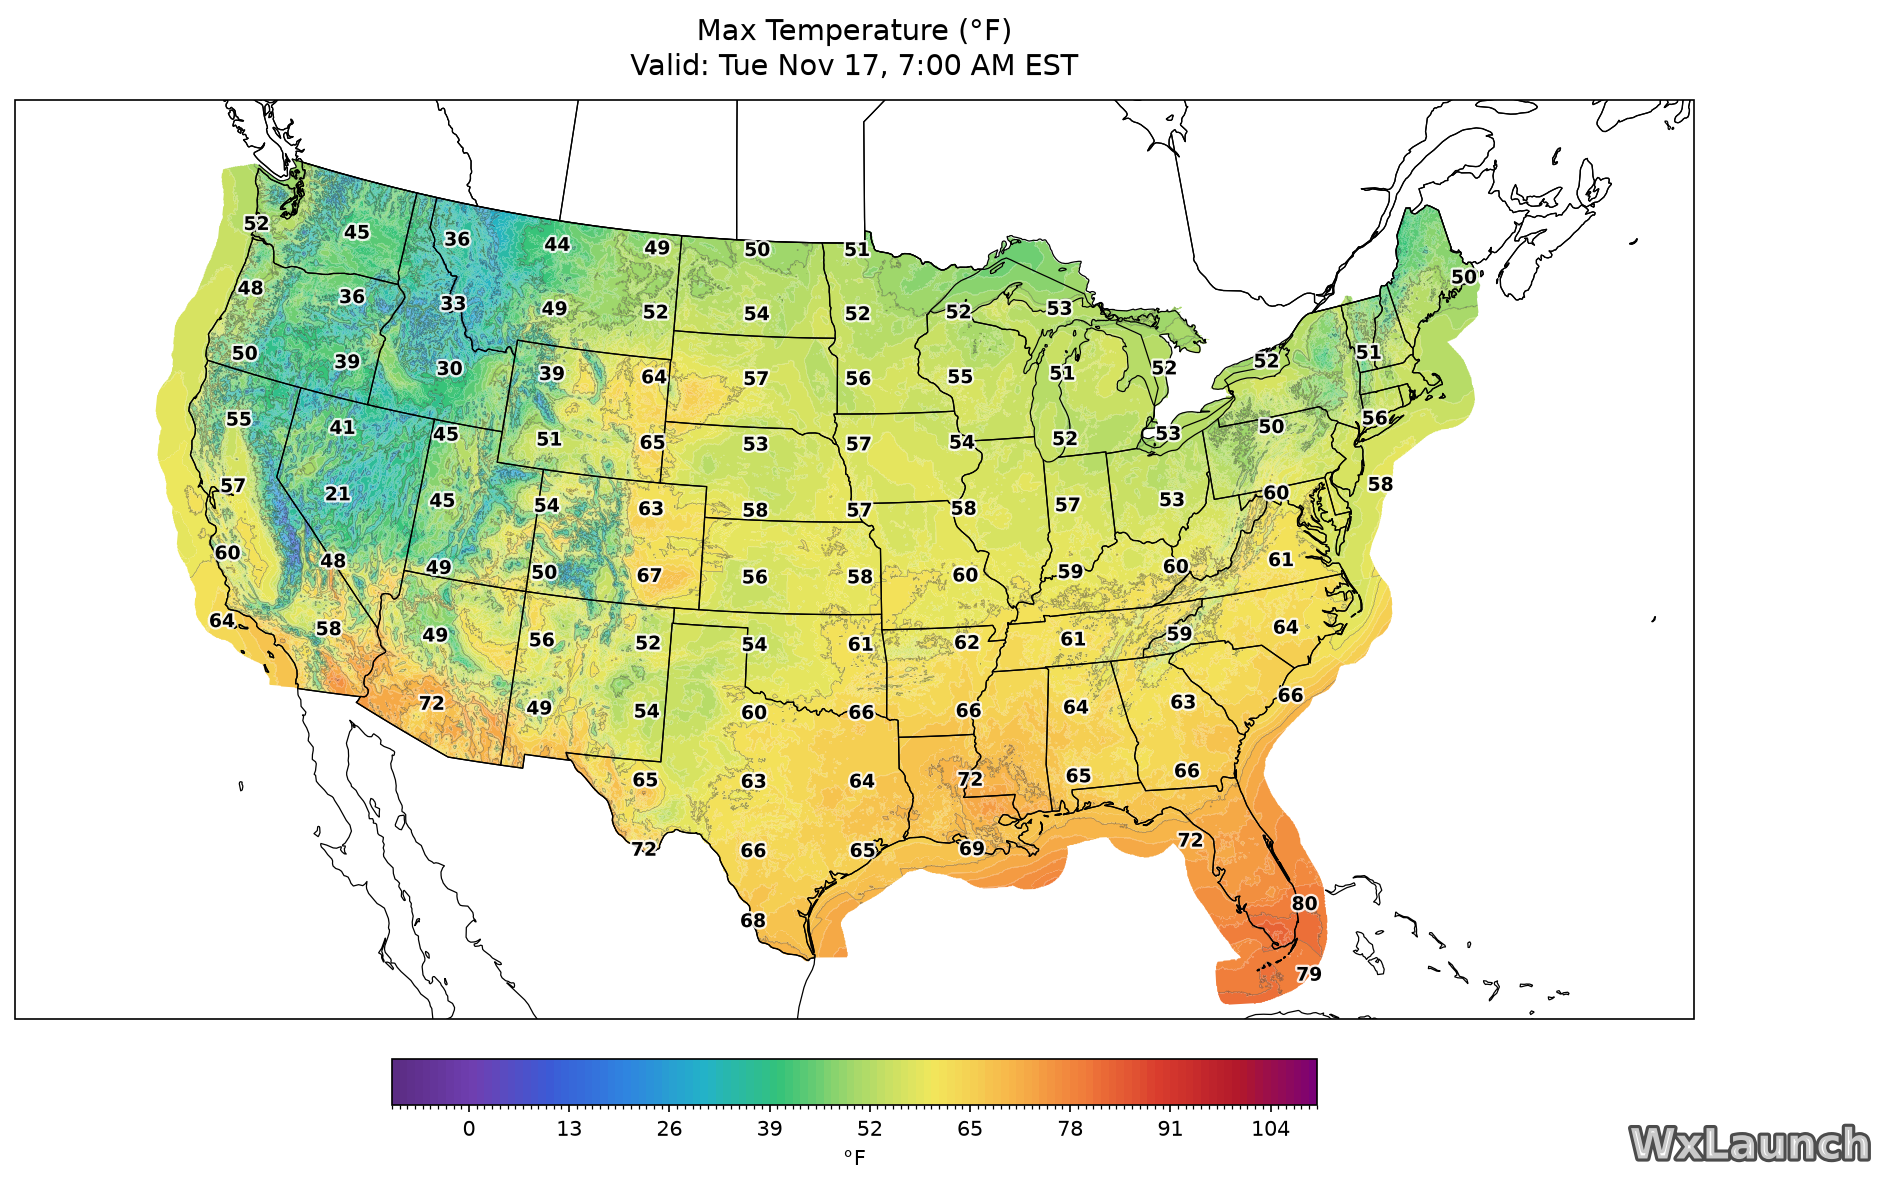 Max Temperature (°F)
Valid: Tue Nov 17, 7:00 AM EST
52 45 36 44 49 50 51 50
48 36 33 49 52 54 52 52 53
50 39 30 39 64 57 56 55 51 52 52 51
55 41 45 51 65 53 57 54 52 53 50 56
57 21 45 54 63 58 57 58 57 53 60 58
60 48 49 50 67 56 58 60 59 60 61
64 58 49 56 52 54 61 62 61 59 64
72 49 54 60 66 66 64 63 66
65 63 64 72 65 66
72 66 65 69 72
68 80
79
0 13 26 39 52 65 78 91 104
°F
WxLaunch